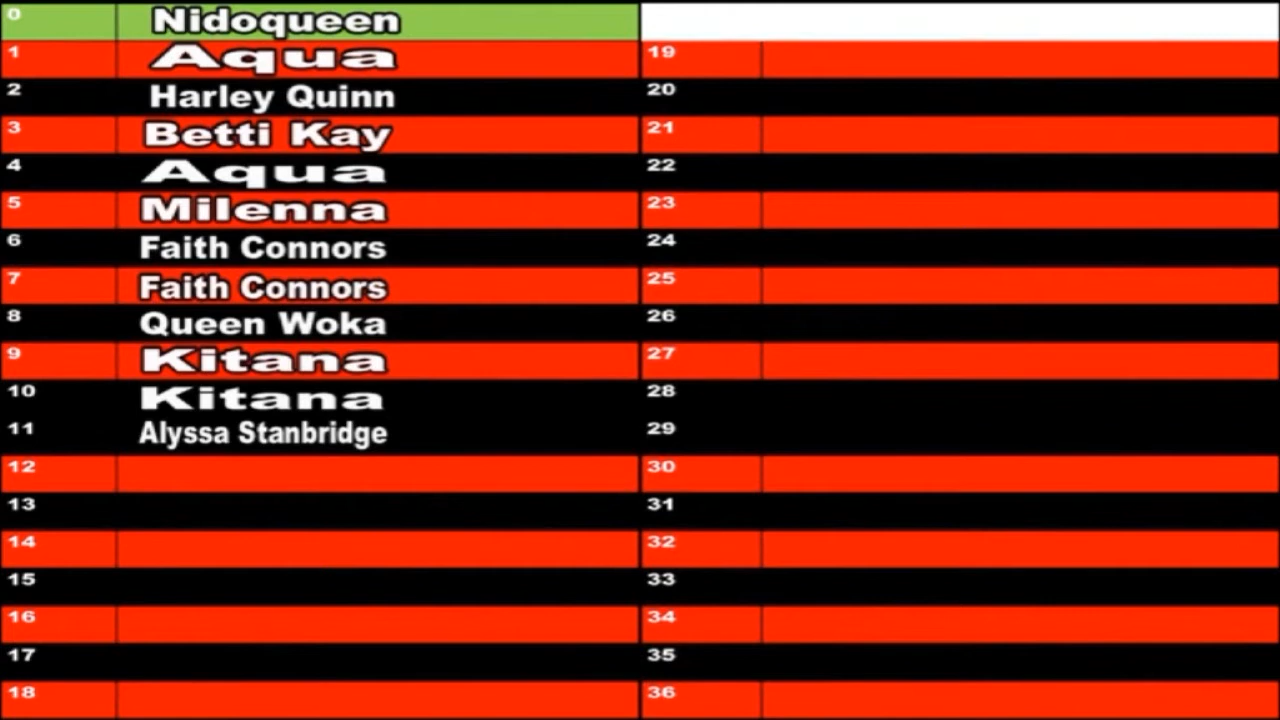 0 Nidoqueen
1 Aqua
2 Harley Quinn
3 Betti Kay
4 Aqua
5 Milenna
6 Faith Connors
7 Faith Connors
8 Queen Woka
9 Kitana
10 Kitana
11 Alyssa Stanbridge
12
13
14
15
16
17
18
19
20
21
22
23
24
25
26
27
28
29
30
31
32
33
34
35
36